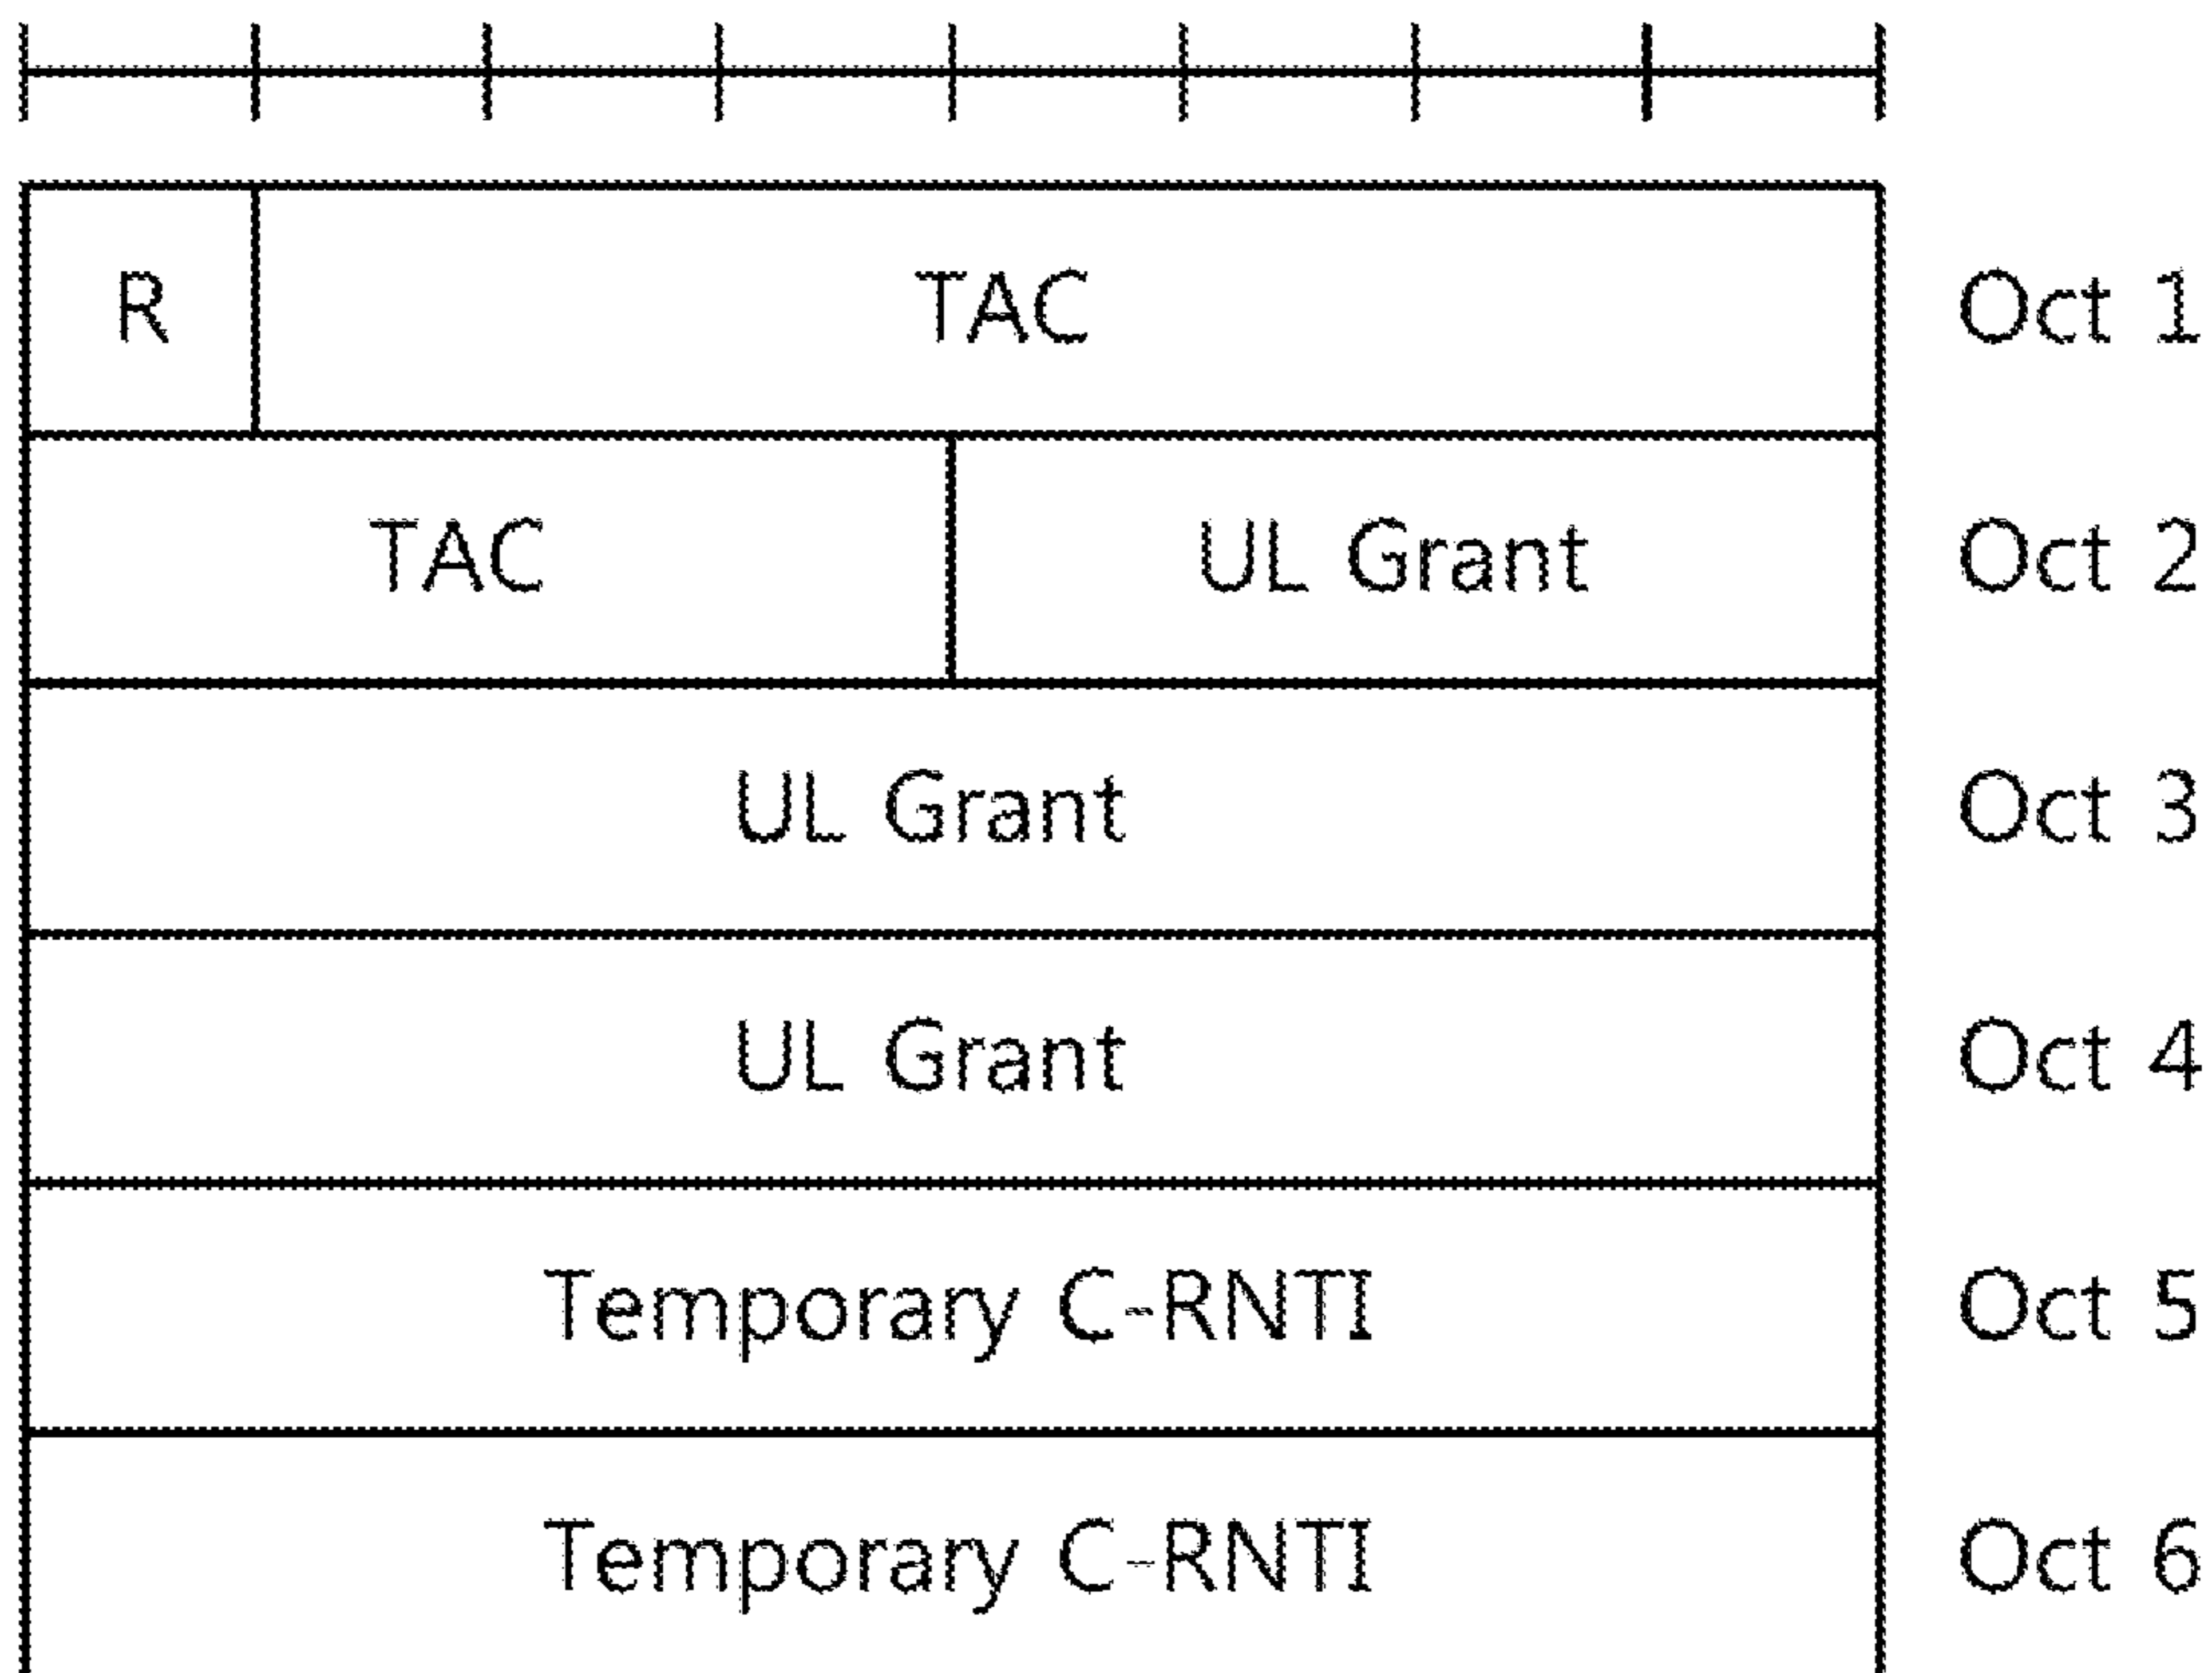 R TAC Oct 1
TAC UL Grant Oct 2
UL Grant Oct 3
UL Grant Oct 4
Temporary C-RNTI Oct 5
Temporary C-RNTI Oct 6